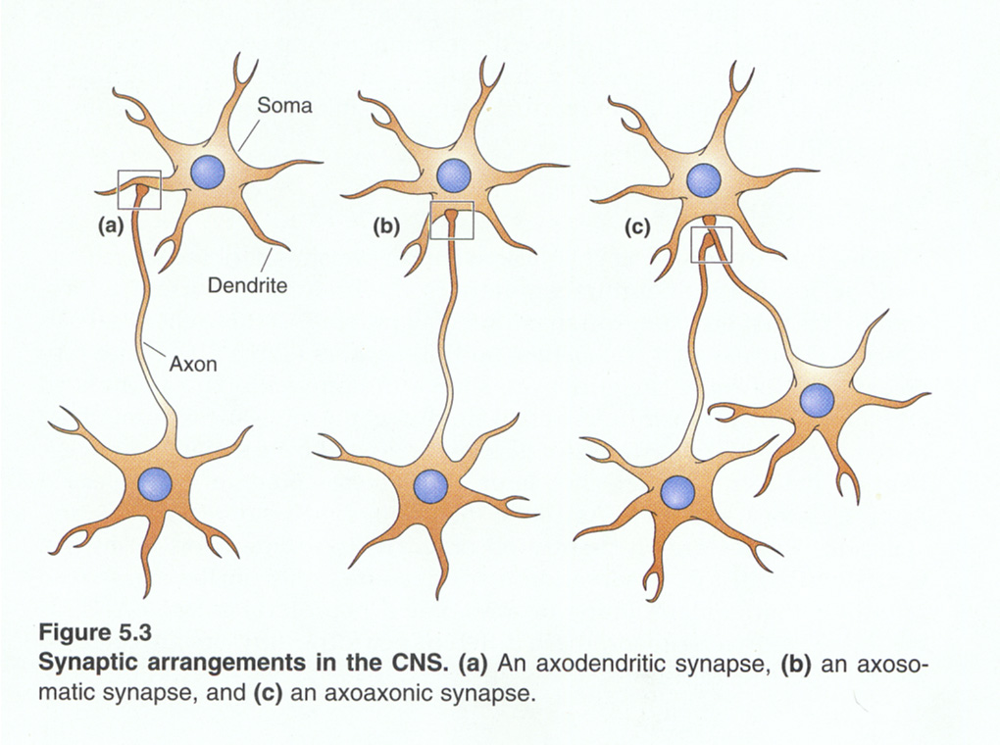 Soma
(a)
(b)
(c)
Dendrite
Axon
Figure 5.3
Synaptic arrangements in the CNS. (a) An axodendritic synapse, (b) an axoso-
matic synapse, and (c) an axoaxonic synapse.